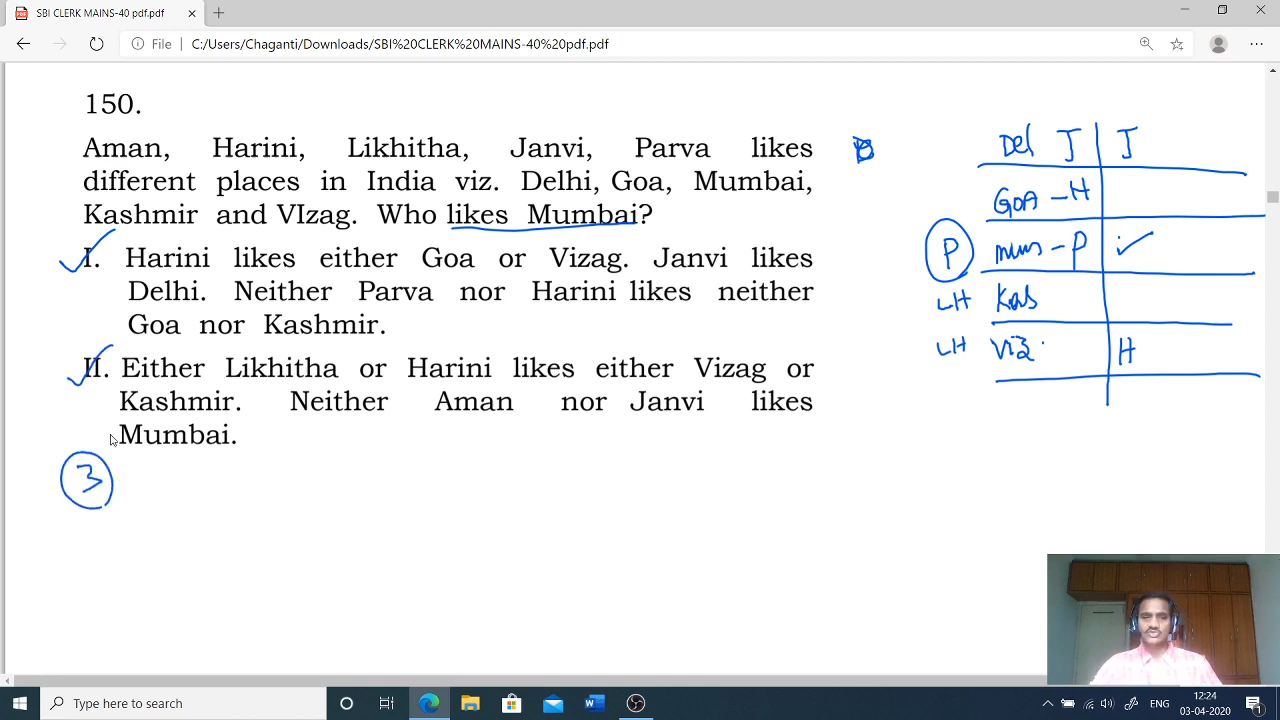 SBI CLERK MAINS-40 pdf.pdf
File | C:/Users/Chaganti/Downloads/SBI%20CLERK%20MAINS-40%20pdf.pdf
150.
Aman, Harini, Likhitha, Janvi, Parva likes
different places in India viz. Delhi, Goa, Mumbai,
Kashmir and VIzag. Who likes Mumbai?
I. Harini likes either Goa or Vizag. Janvi likes
Delhi. Neither Parva nor Harini likes neither
Goa nor Kashmir.
II. Either Likhitha or Harini likes either Vizag or
Kashmir. Neither Aman nor Janvi likes
Mumbai.
3
Del J J
GOA - H
P mum - P
LH Kas
LH Viz H
Type here to search
ENG
12:24
03-04-2020